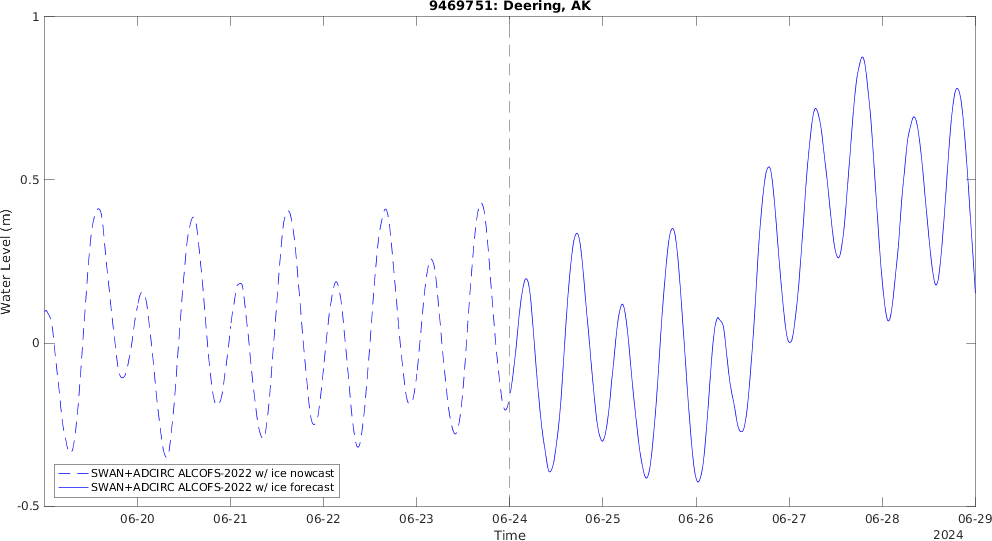 9469751: Deering, AK
1
0.5
0
-0.5
Water Level (m)
SWAN+ADCIRC ALCOFS-2022 w/ ice nowcast
SWAN+ADCIRC ALCOFS-2022 w/ ice forecast
06-20 06-21 06-22 06-23 06-24 06-25 06-26 06-27 06-28 06-29
Time
2024